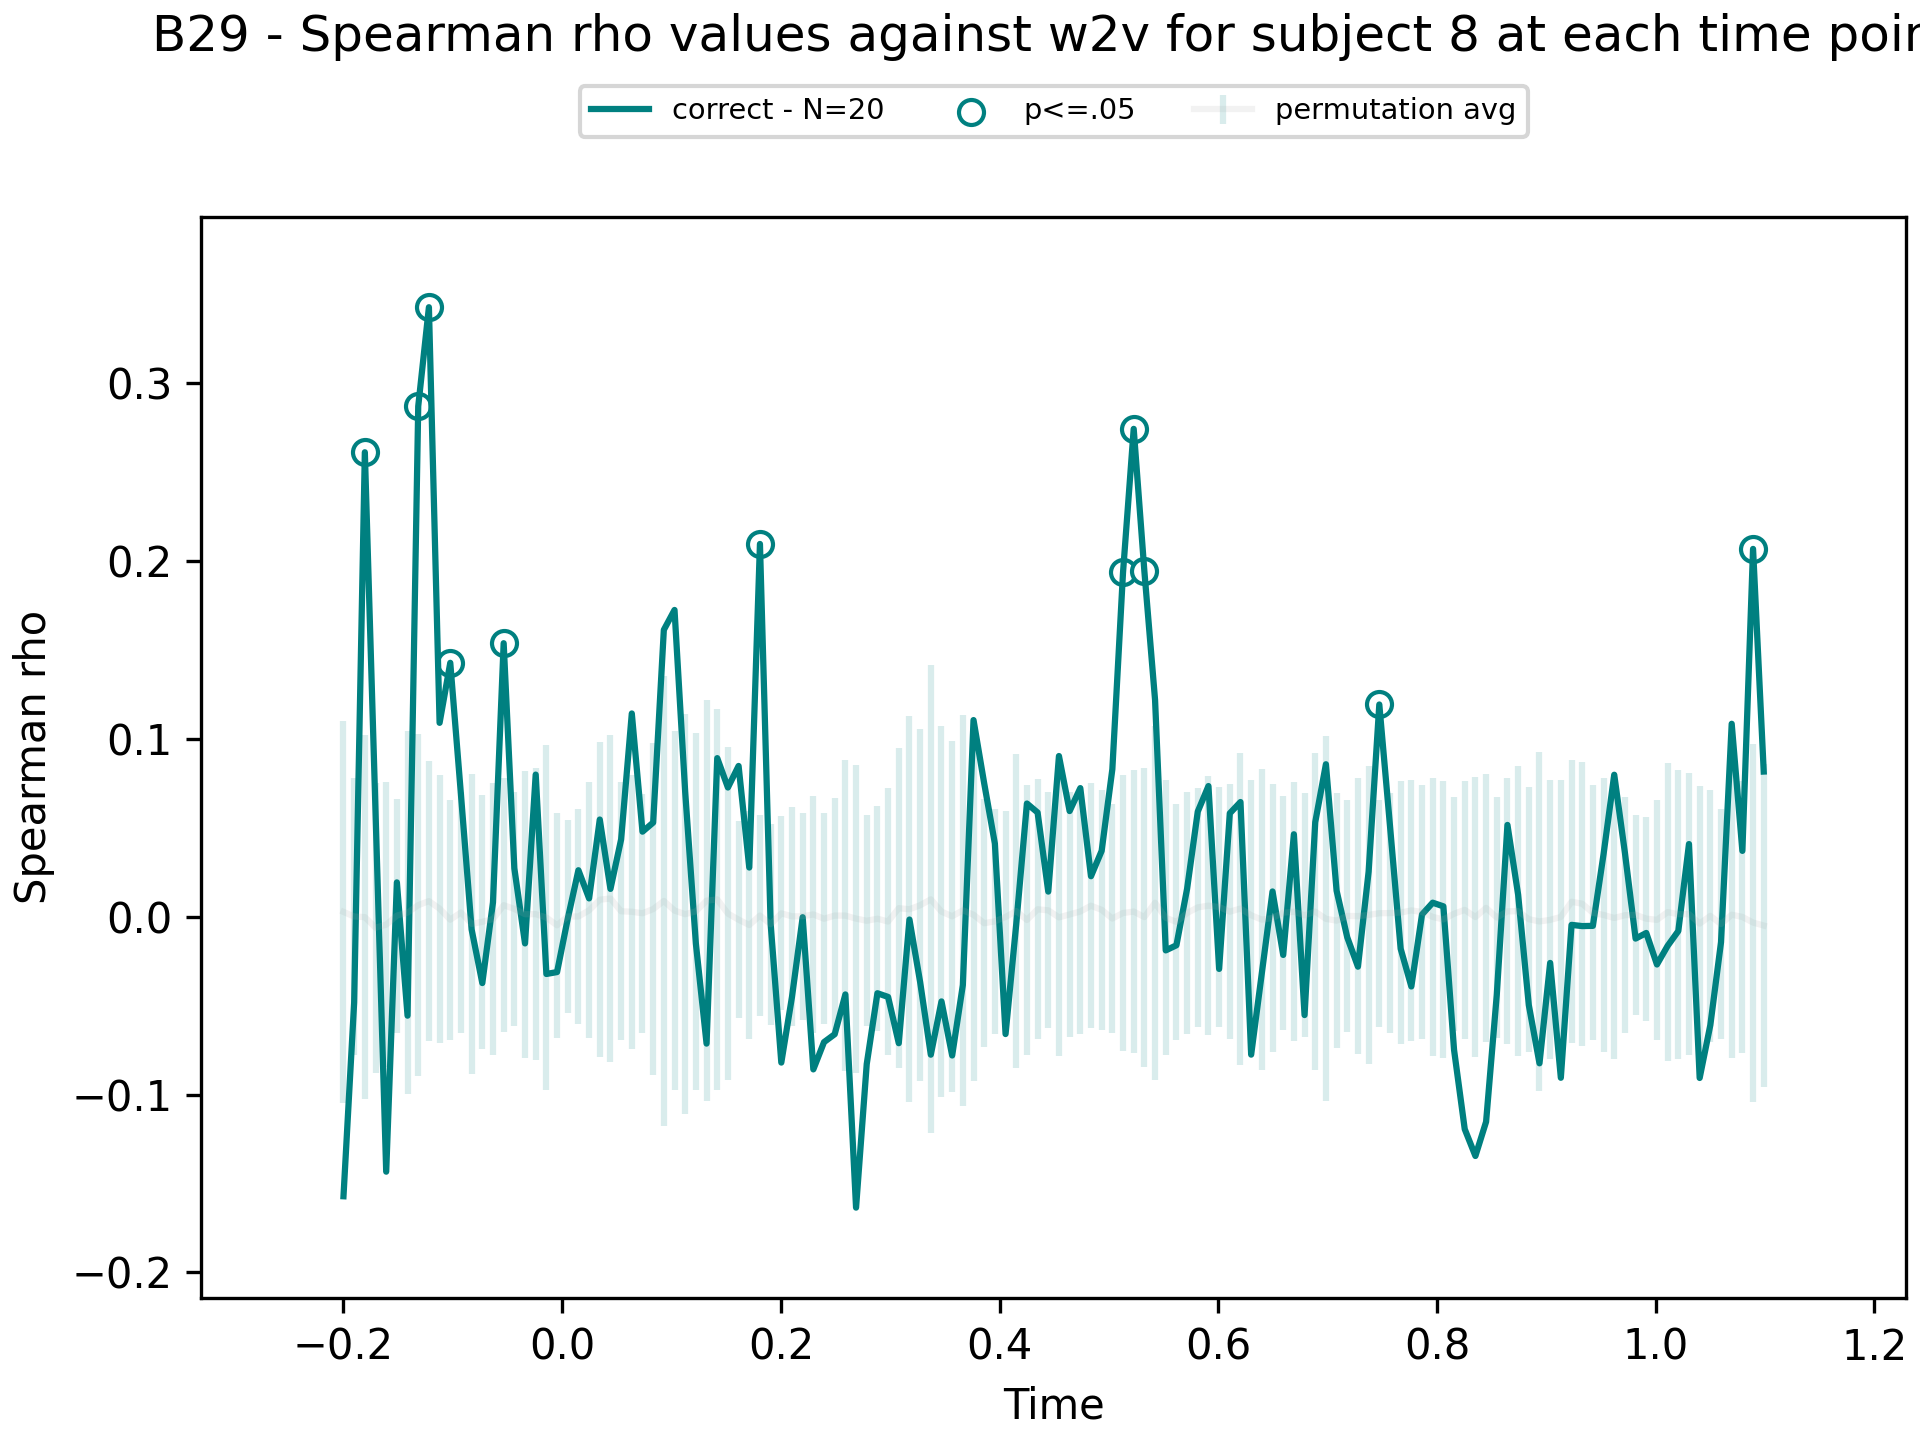 B29 - Spearman rho values against w2v for subject 8 at each time poin
correct - N=20 p<=.05 permutation avg
Spearman rho
0.3
0.2
0.1
0.0
−0.1
−0.2
−0.2 0.0 0.2 0.4 0.6 0.8 1.0 1.2
Time